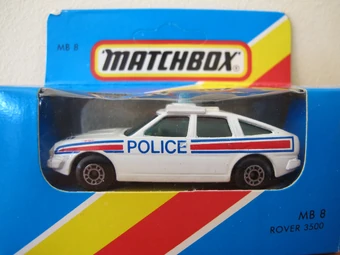 MB 8
MATCHBOX
POLICE
MB 8
ROVER 3500